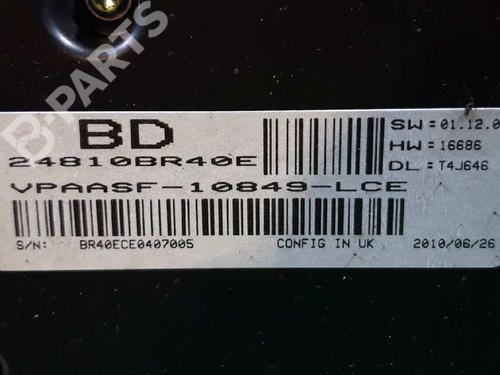 B-PARTS
BD
24810BR40E
VPAASF-10849-LCE
SW:01.12.0
HW:16686
DL:T4J646
S/N: BR40ECE0407005 CONFIG IN UK 2010/06/26